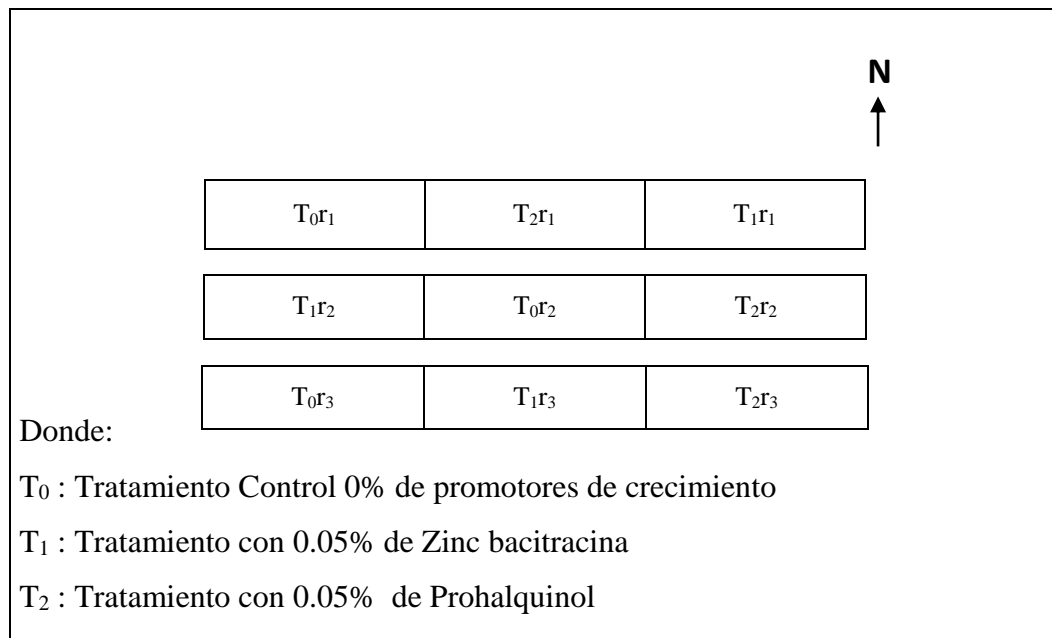 N
T₀r₁ T₂r₁ T₁r₁
T₁r₂ T₀r₂ T₂r₂
T₀r₃ T₁r₃ T₂r₃
Donde:
T₀ : Tratamiento Control 0% de promotores de crecimiento
T₁ : Tratamiento con 0.05% de Zinc bacitracina
T₂ : Tratamiento con 0.05% de Prohalquinol